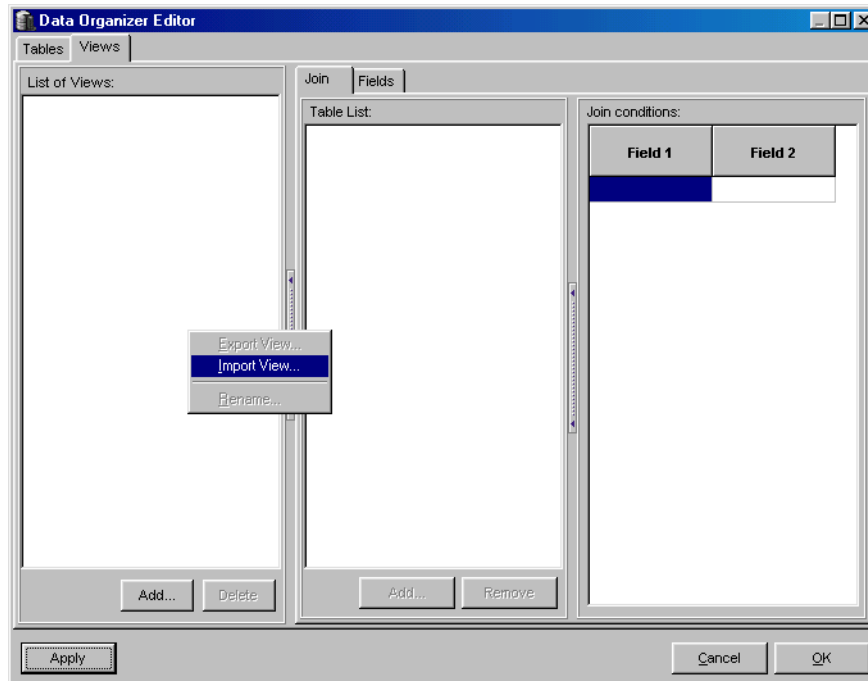 Data Organizer Editor
Tables Views
List of Views:
Join Fields
Table List:
Join conditions:
Field 1 Field 2
Export View...
Import View...
Rename...
Add... Delete
Add... Remove
Apply Cancel OK